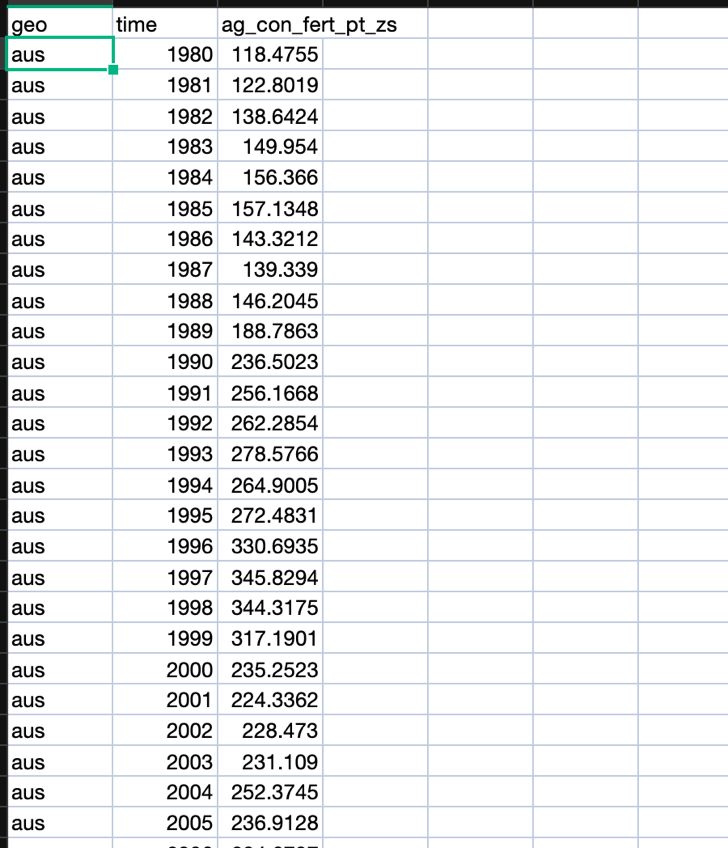 geo time ag_con_fert_pt_zs
aus 1980 118.4755
aus 1981 122.8019
aus 1982 138.6424
aus 1983 149.954
aus 1984 156.366
aus 1985 157.1348
aus 1986 143.3212
aus 1987 139.339
aus 1988 146.2045
aus 1989 188.7863
aus 1990 236.5023
aus 1991 256.1668
aus 1992 262.2854
aus 1993 278.5766
aus 1994 264.9005
aus 1995 272.4831
aus 1996 330.6935
aus 1997 345.8294
aus 1998 344.3175
aus 1999 317.1901
aus 2000 235.2523
aus 2001 224.3362
aus 2002 228.473
aus 2003 231.109
aus 2004 252.3745
aus 2005 236.9128